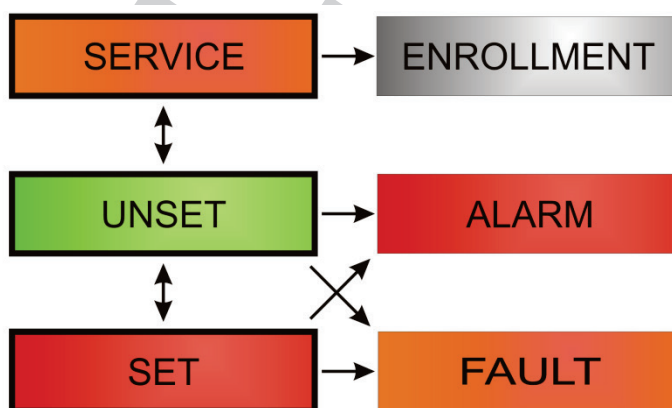 SERVICE
ENROLLMENT
UNSET
ALARM
SET
FAULT